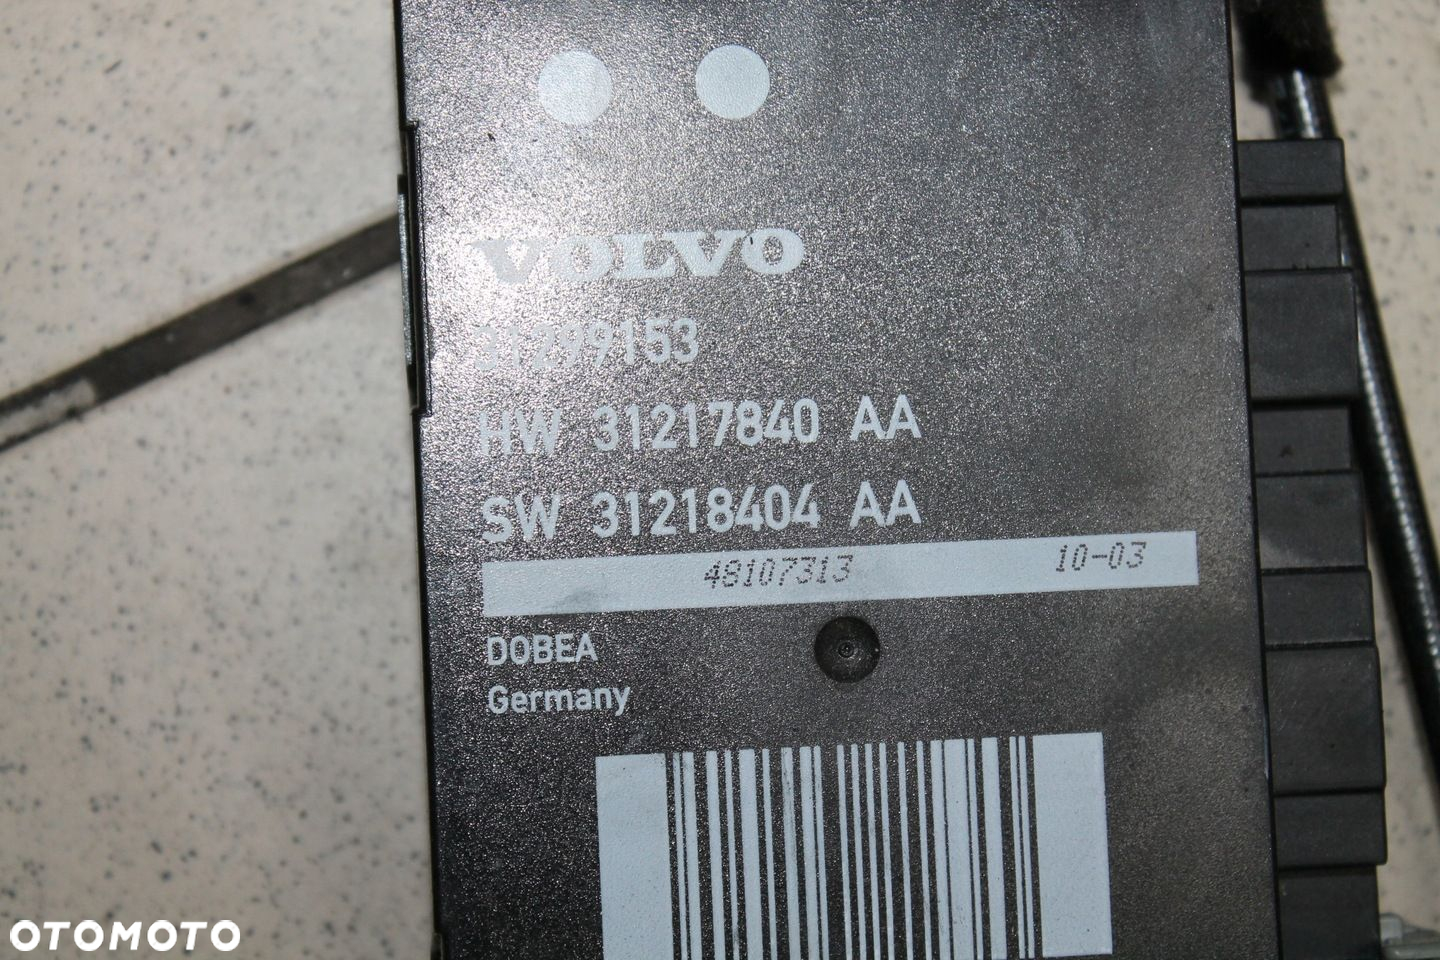 VOLVO
31299153
HW 31217840 AA
SW 31218404 AA
48107313 10-03
DOBEA
Germany
OTOMOTO